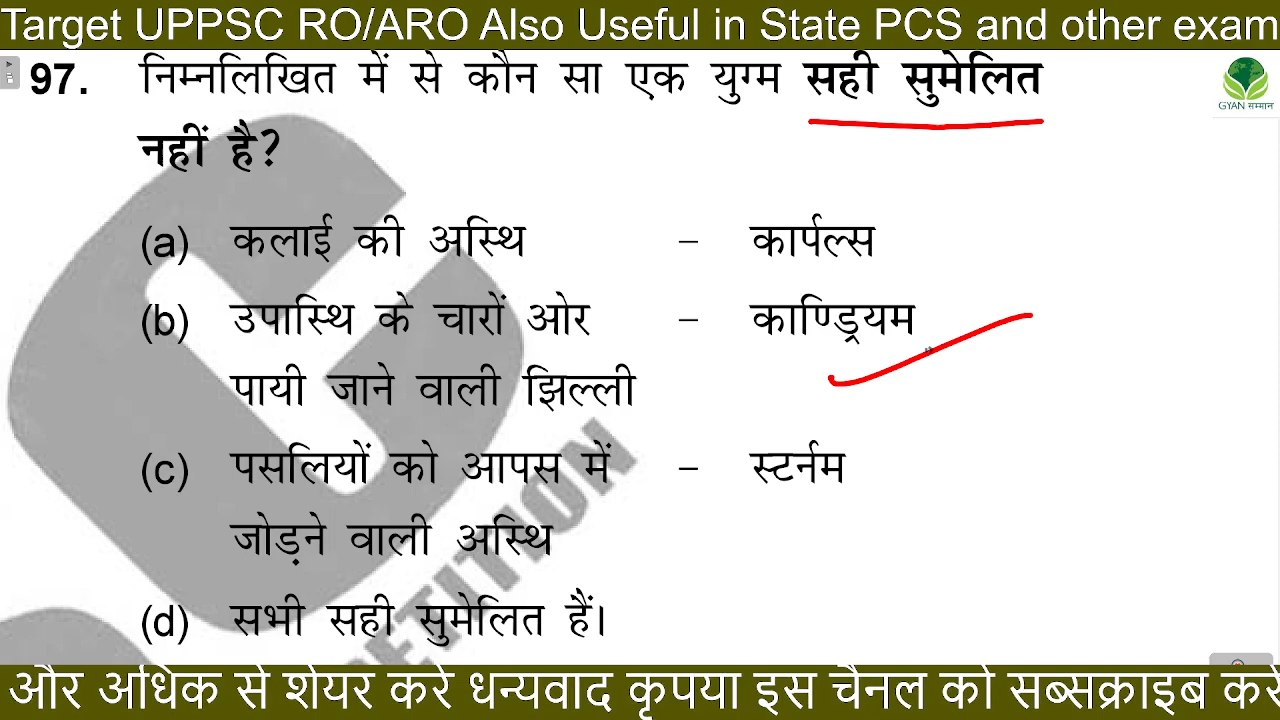 Target UPPSC RO/ARO Also Useful in State PCS and other exam
GYAN सम्मान
97. निम्नलिखित में से कौन सा एक युग्म सही सुमेलित
नहीं है?
(a) कलाई की अस्थि – कार्पल्स
(b) उपास्थि के चारों ओर – काण्ड्रियम
पायी जाने वाली झिल्ली
(c) पसलियों को आपस में – स्टर्नम
जोड़ने वाली अस्थि
(d) सभी सही सुमेलित हैं।
ETITION
और अधिक से शेयर करे धन्यवाद कृपया इस चैनल को सब्सक्राइब करे